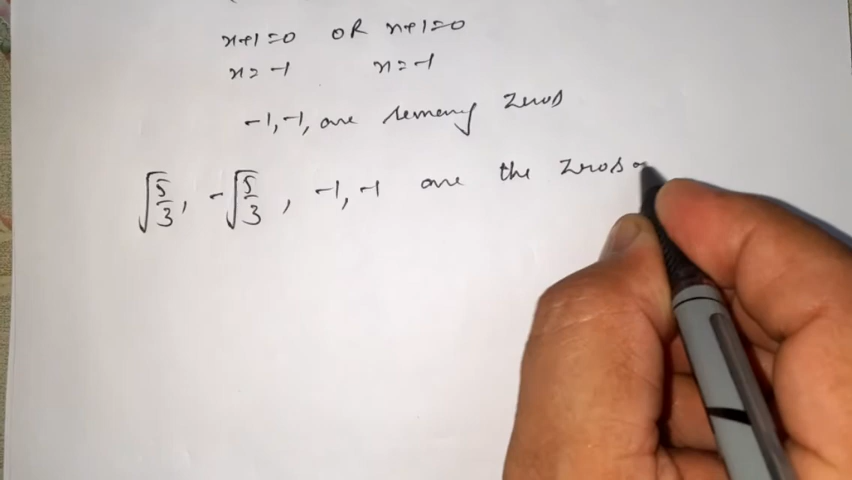 x+1=0 OR x+1=0
x=-1 x=-1
-1,-1, are remeng zeros
√5/3, -√5/3, -1,-1 are the zeros